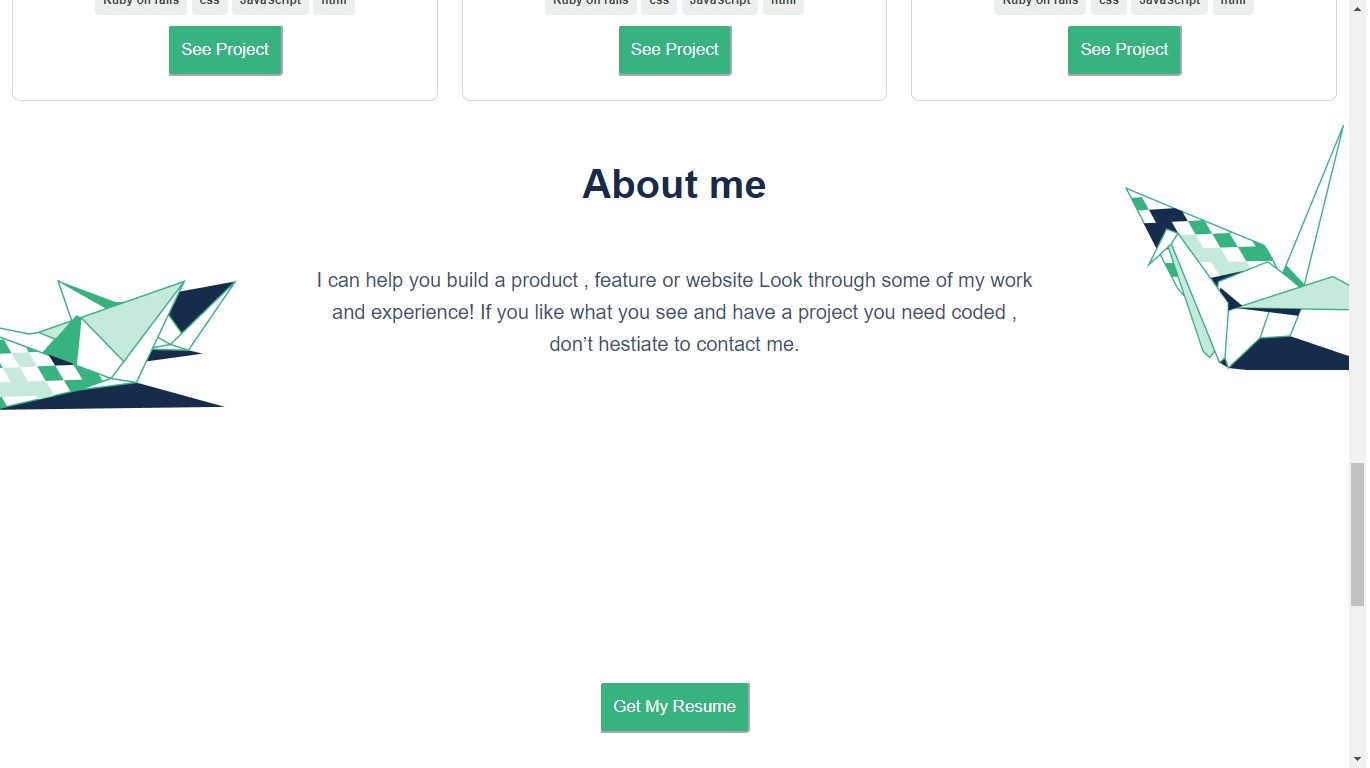 Ruby on rails css JavaScript html Ruby on rails css JavaScript html Ruby on rails css JavaScript html
See Project See Project See Project
About me
I can help you build a product , feature or website Look through some of my work
and experience! If you like what you see and have a project you need coded ,
don’t hestiate to contact me.
Get My Resume